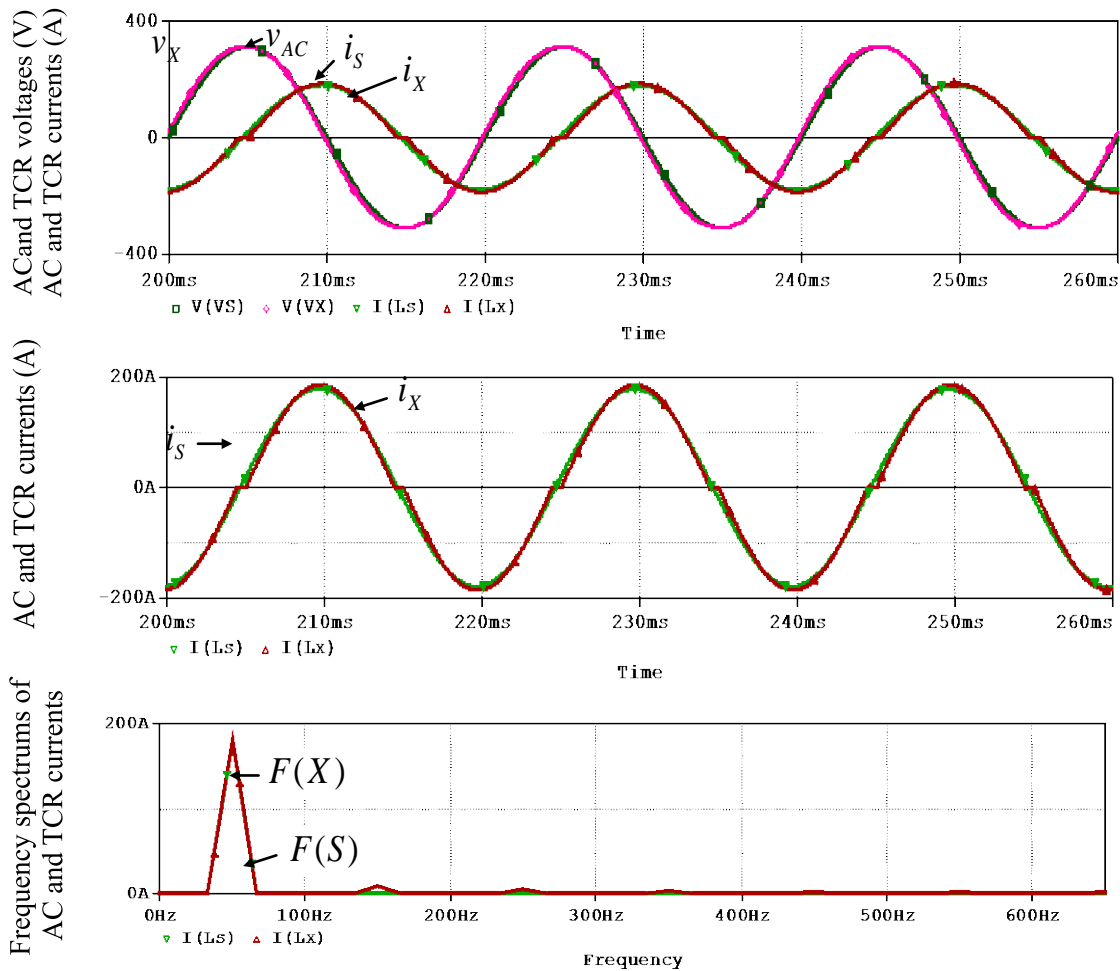 ACand TCR voltages (V)
AC and TCR currents (A)
400
0
-400
v_X
v_AC
i_S
i_X
200ms 210ms 220ms 230ms 240ms 250ms 260ms
V(VS) V(VX) I(Ls) I(Lx)
Time
AC and TCR currents (A)
200A
0A
-200A
i_S
i_X
200ms 210ms 220ms 230ms 240ms 250ms 260ms
I(Ls) I(Lx)
Time
Frequency spectrums of
AC and TCR currents
200A
0A
F(X)
F(S)
0Hz 100Hz 200Hz 300Hz 400Hz 500Hz 600Hz
I(Ls) I(Lx)
Frequency